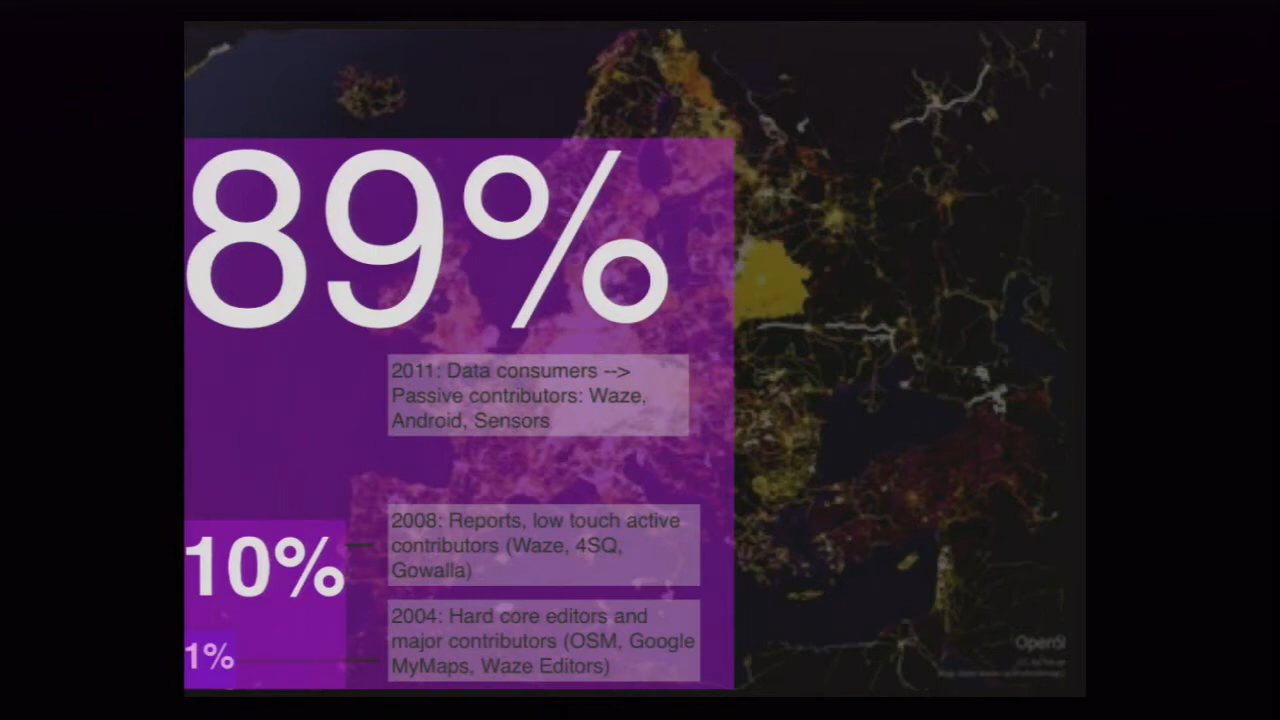 89%
2011: Data consumers -->
Passive contributors: Waze,
Android, Sensors
2008: Reports, low touch active
contributors (Waze, 4SQ,
Gowalla)
10%
2004: Hard core editors and
major contributors (OSM, Google
MyMaps, Waze Editors)
1%